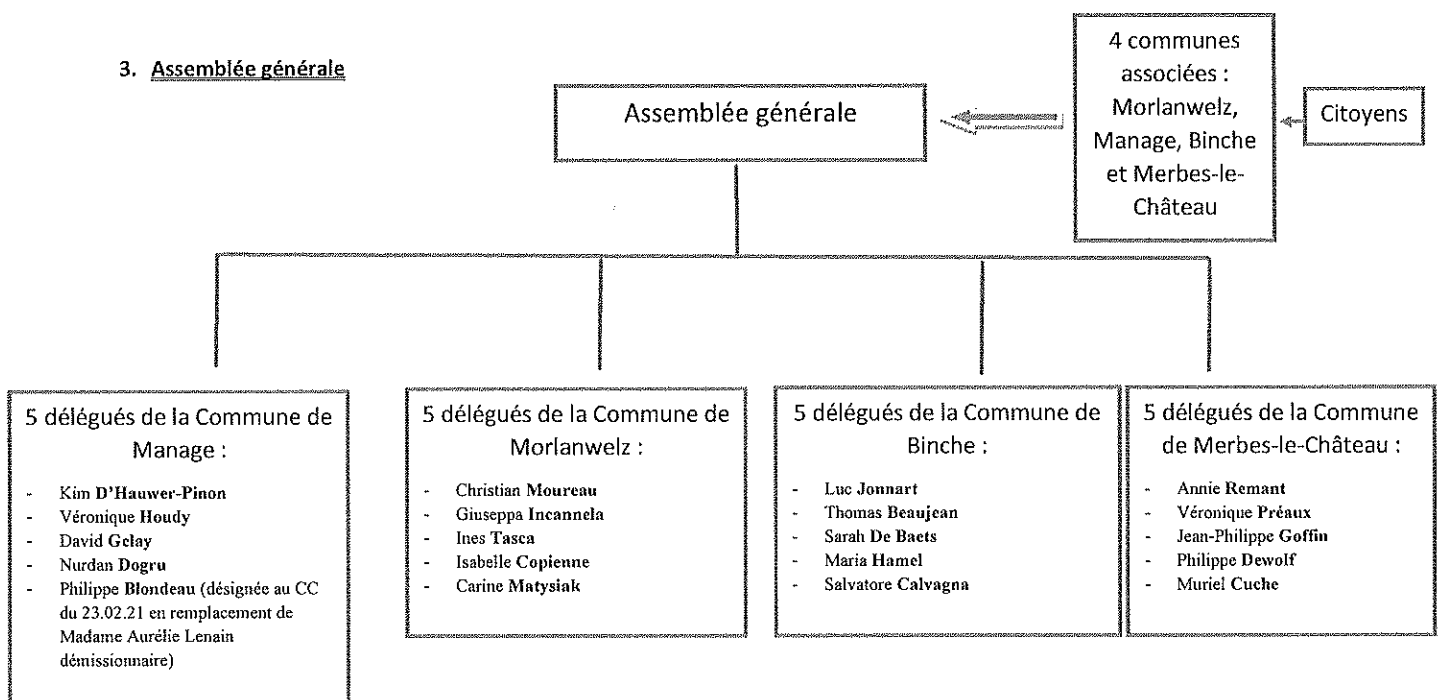 3. Assemblée générale
Assemblée générale
4 communes
associées :
Morlanwelz,
Manage, Binche
et Merbes-le-
Château
Citoyens
5 délégués de la Commune de
Manage :
- Kim D'Hauwer-Pinon
- Véronique Houdy
- David Gelay
- Nurdan Dogru
- Philippe Blondeau (désignée au CC
du 23.02.21 en remplacement de
Madame Aurélie Lenain
démissionnaire)
5 délégués de la Commune de
Morlanwelz :
- Christian Moureau
- Giuseppa Incannela
- Ines Tasca
- Isabelle Copienne
- Carine Matysiak
5 délégués de la Commune de
Binche :
- Luc Jonnart
- Thomas Beaujean
- Sarah De Baets
- Maria Hamel
- Salvatore Calvagna
5 délégués de la Commune
de Merbes-le-Château :
- Annie Remant
- Véronique Préaux
- Jean-Philippe Goffin
- Philippe Dewolf
- Muriel Cuche